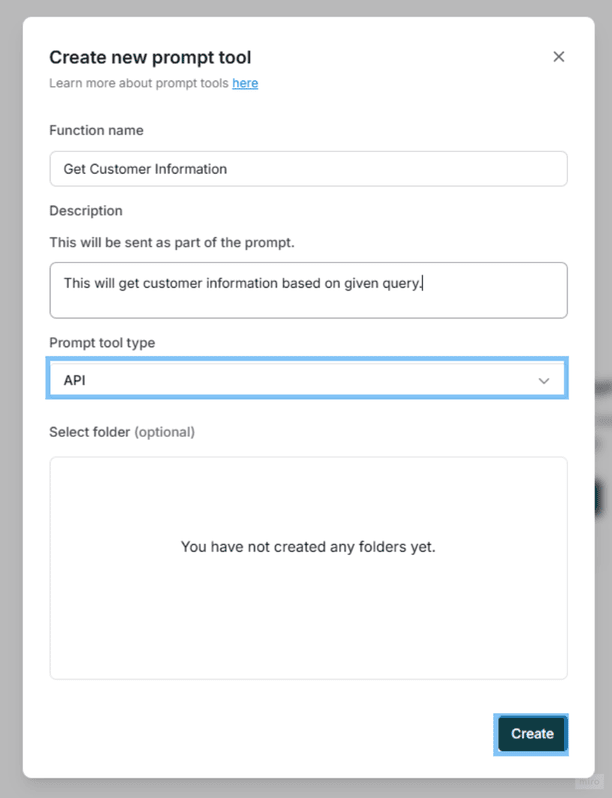 Create new prompt tool
Learn more about prompt tools here
Function name
Get Customer Information
Description
This will be sent as part of the prompt.
This will get customer information based on given query.
Prompt tool type
API
Select folder (optional)
You have not created any folders yet.
Create
miro